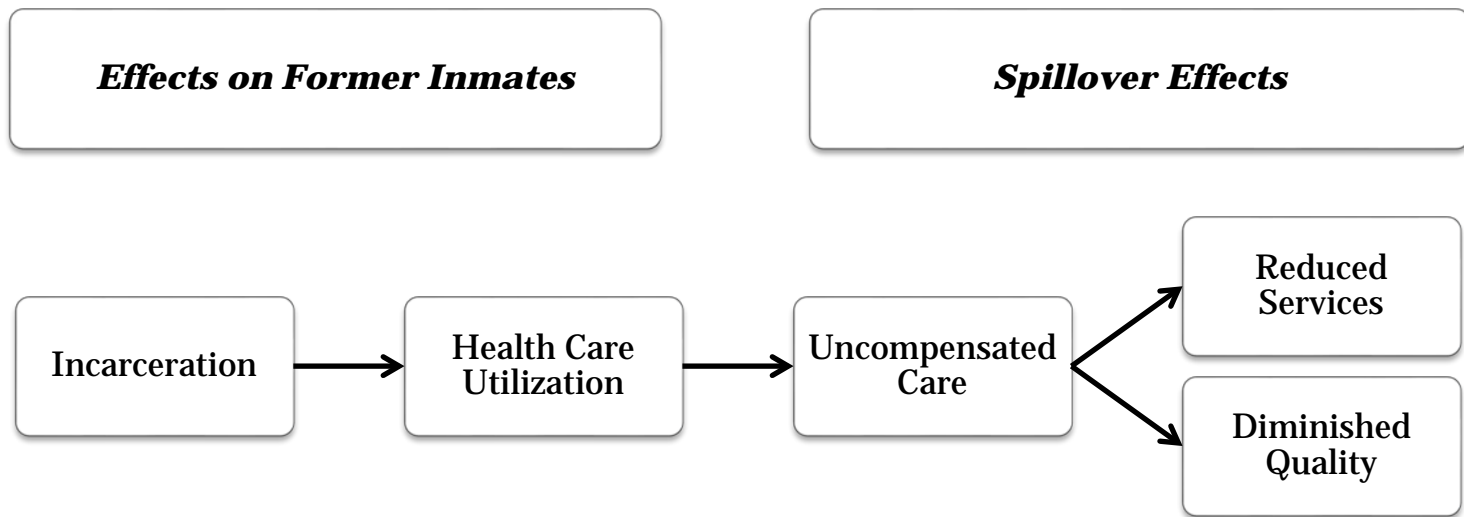 Effects on Former Inmates
Spillover Effects
Incarceration
Health Care
Utilization
Uncompensated
Care
Reduced
Services
Diminished
Quality